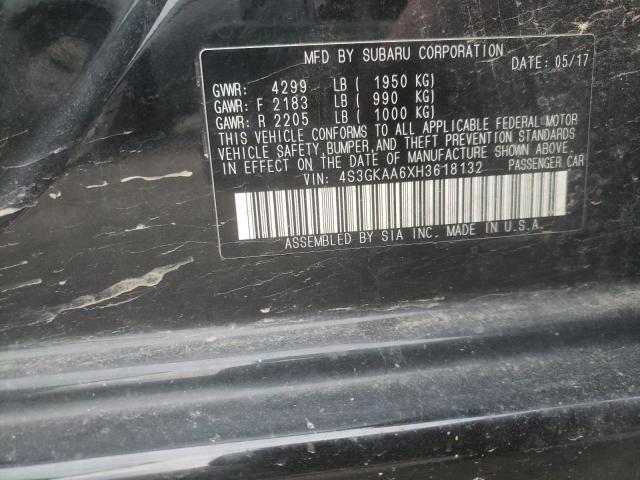 MFD BY SUBARU CORPORATION
DATE: 05/17
GVWR: 4299 LB ( 1950 KG)
GAWR: F 2183 LB ( 990 KG)
GAWR: R 2205 LB ( 1000 KG)
THIS VEHICLE CONFORMS TO ALL APPLICABLE FEDERAL MOTOR
VEHICLE SAFETY,BUMPER,AND THEFT PREVENTION STANDARDS
IN EFFECT ON DATE OF MANUFACTURE SHOWN ABOVE.
VIN: 4S3GKAA6XH3618132 PASSENGER CAR
ASSEMBLED BY SIA INC. MADE IN U.S.A.